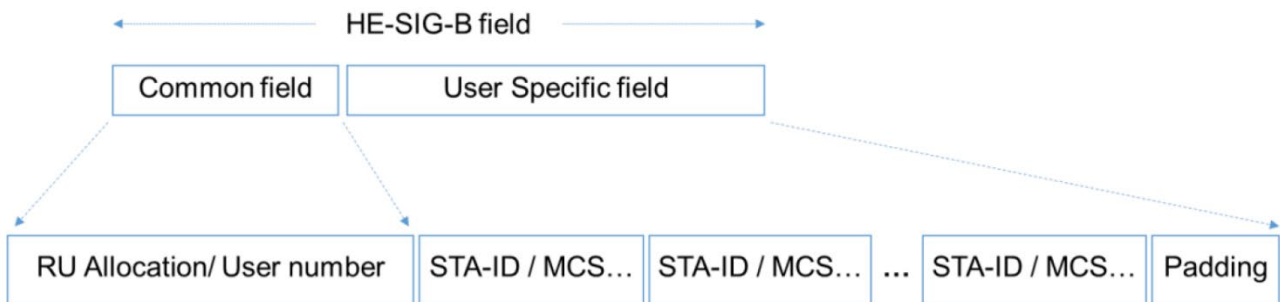 HE-SIG-B field
Common field User Specific field
RU Allocation/ User number STA-ID / MCS... STA-ID / MCS... ... STA-ID / MCS... Padding